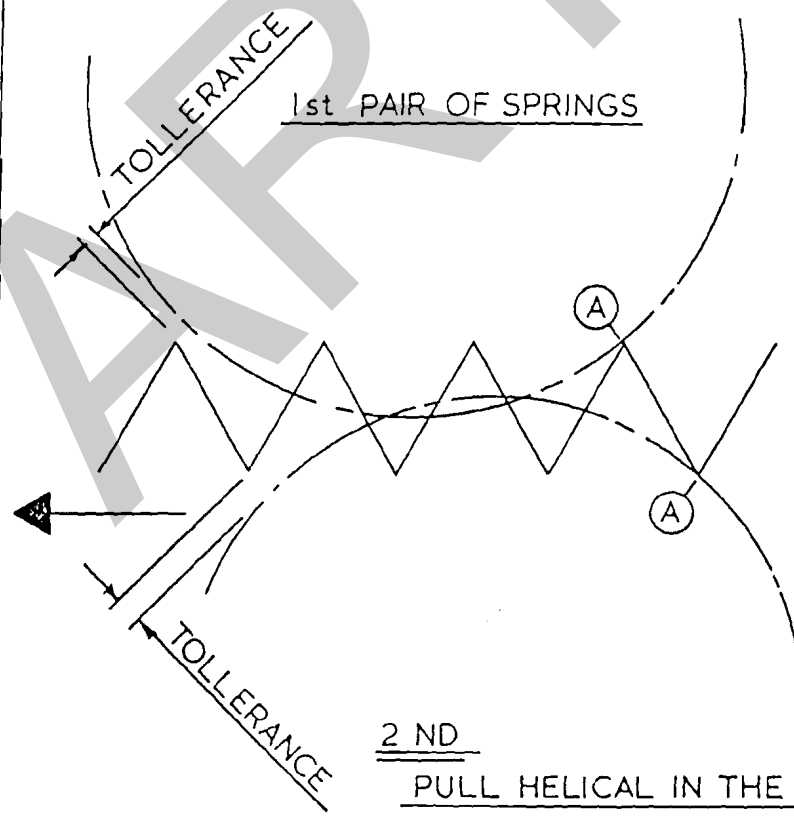 TOLLERANCE
1st PAIR OF SPRINGS
A
A
TOLLERANCE
2 ND
PULL HELICAL IN THE